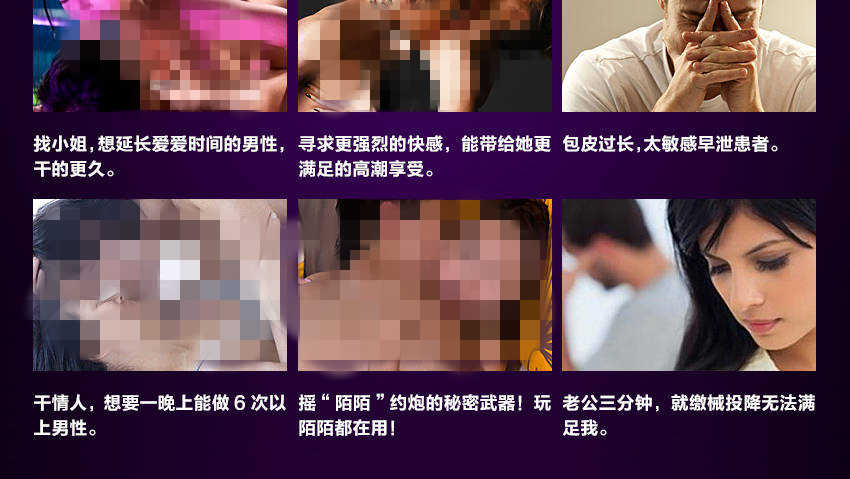 找小姐，想延长爱爱时间的男性，
干的更久。
寻求更强烈的快感，能带给她更
满足的高潮享受。
包皮过长，太敏感早泄患者。
干情人，想要一晚上能做 6 次以
上男性。
摇“陌陌”约炮的秘密武器！玩
陌陌都在用！
老公三分钟，就缴械投降无法满
足我。